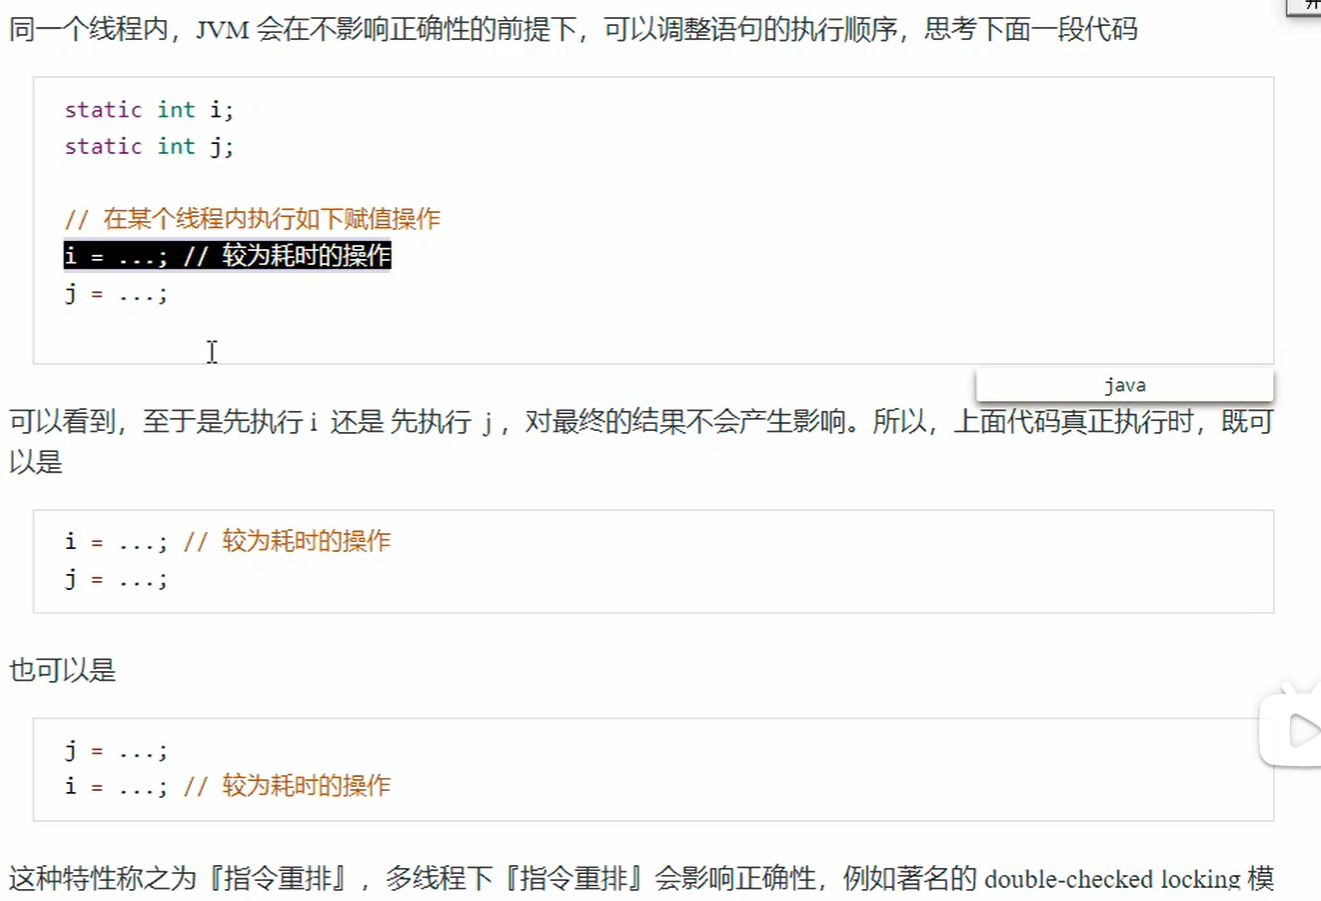 同一个线程内，JVM 会在不影响正确性的前提下，可以调整语句的执行顺序，思考下面一段代码
static int i;
static int j;
// 在某个线程内执行如下赋值操作
i = ...; // 较为耗时的操作
j = ...;
java
可以看到，至于是先执行 i 还是 先执行 j ，对最终的结果不会产生影响。所以，上面代码真正执行时，既可
以是
i = ...; // 较为耗时的操作
j = ...;
也可以是
j = ...;
i = ...; // 较为耗时的操作
这种特性称之为『指令重排』，多线程下『指令重排』会影响正确性，例如著名的 double-checked locking 模